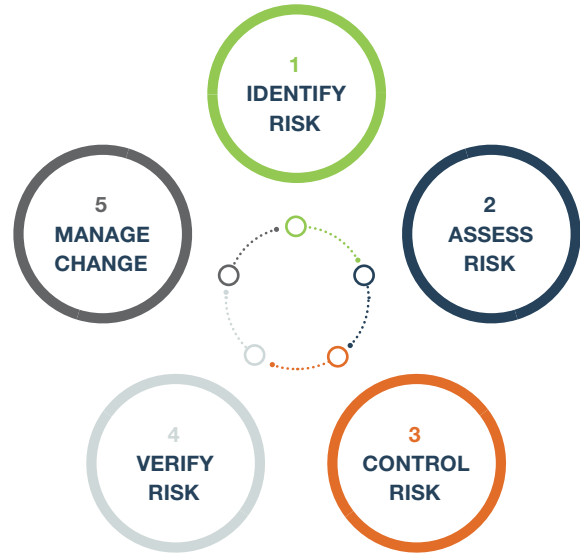 1
IDENTIFY
RISK
2
ASSESS
RISK
3
CONTROL
RISK
4
VERIFY
RISK
5
MANAGE
CHANGE